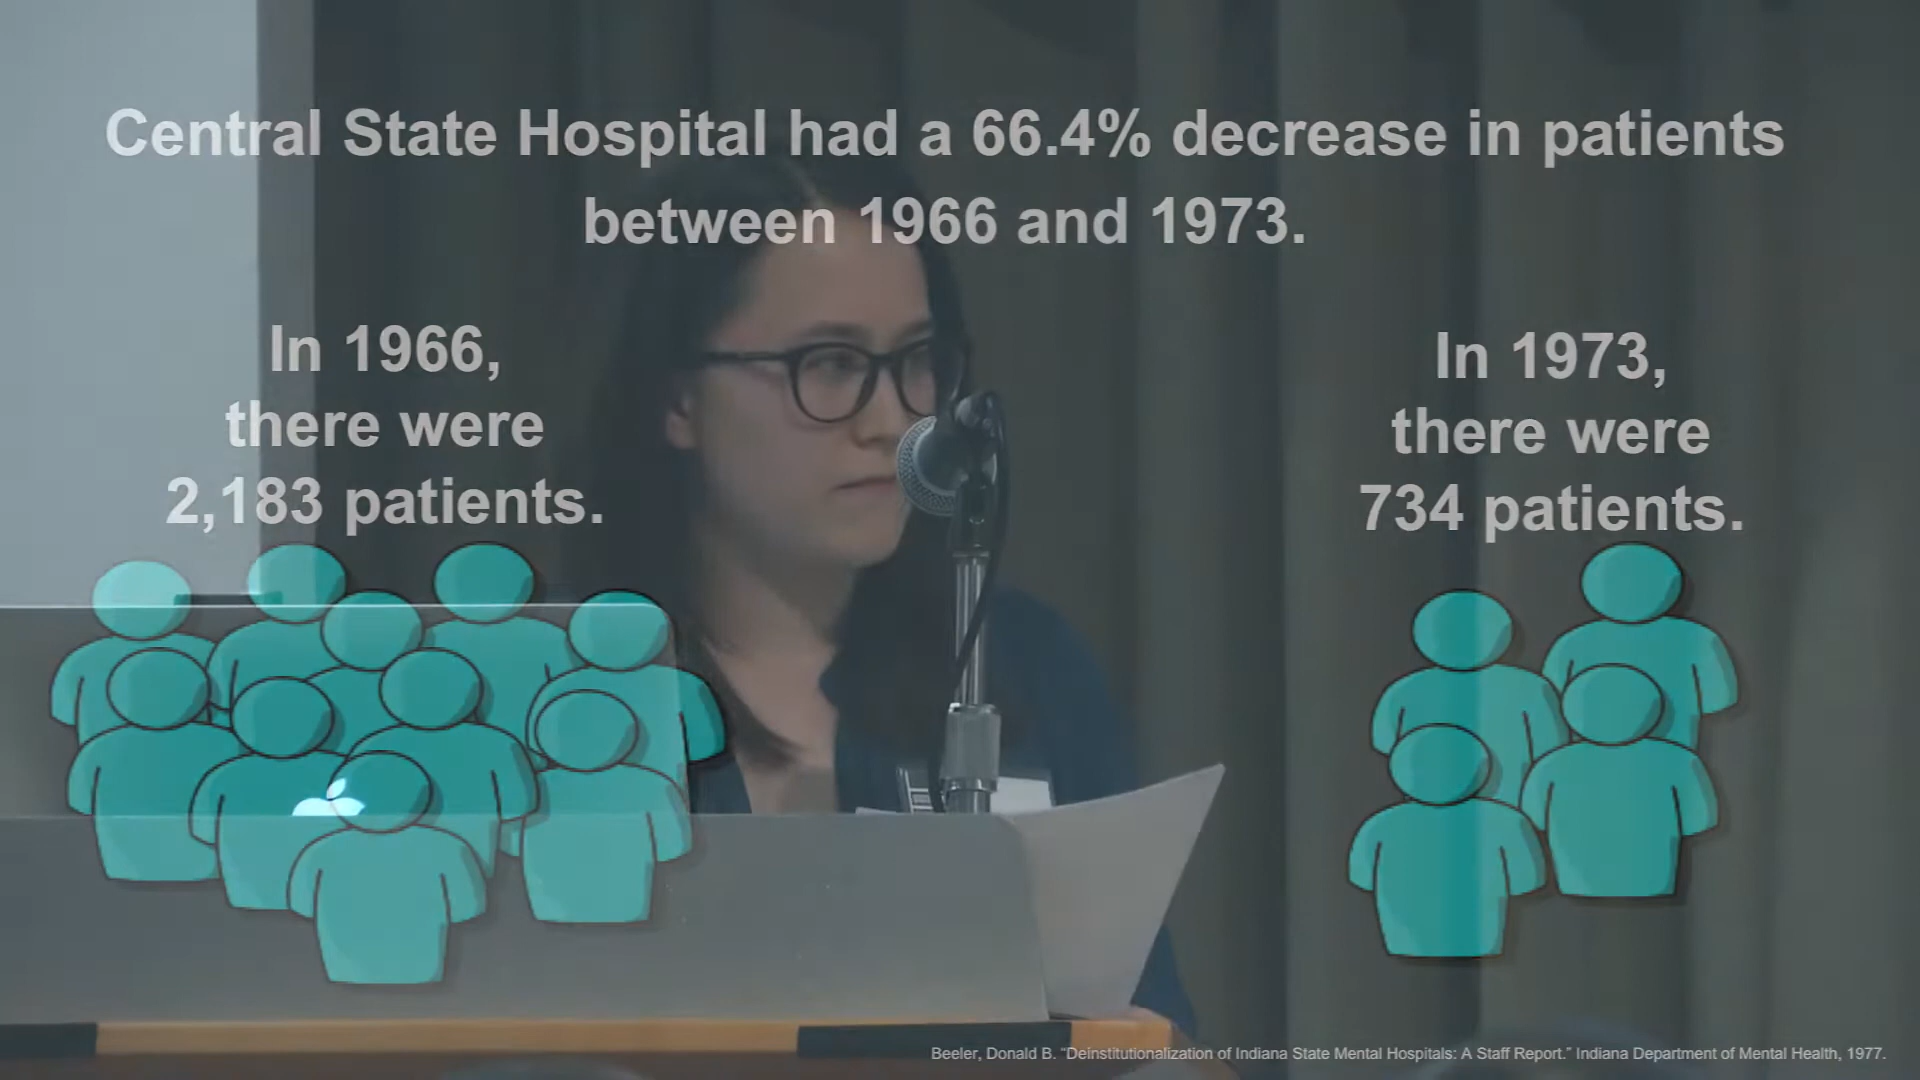 Central State Hospital had a 66.4% decrease in patients
between 1966 and 1973.
In 1966,
there were
2,183 patients.
In 1973,
there were
734 patients.
Beeler, Donald B. “Deinstitutionalization of Indiana State Mental Hospitals: A Staff Report.” Indiana Department of Mental Health, 1977.